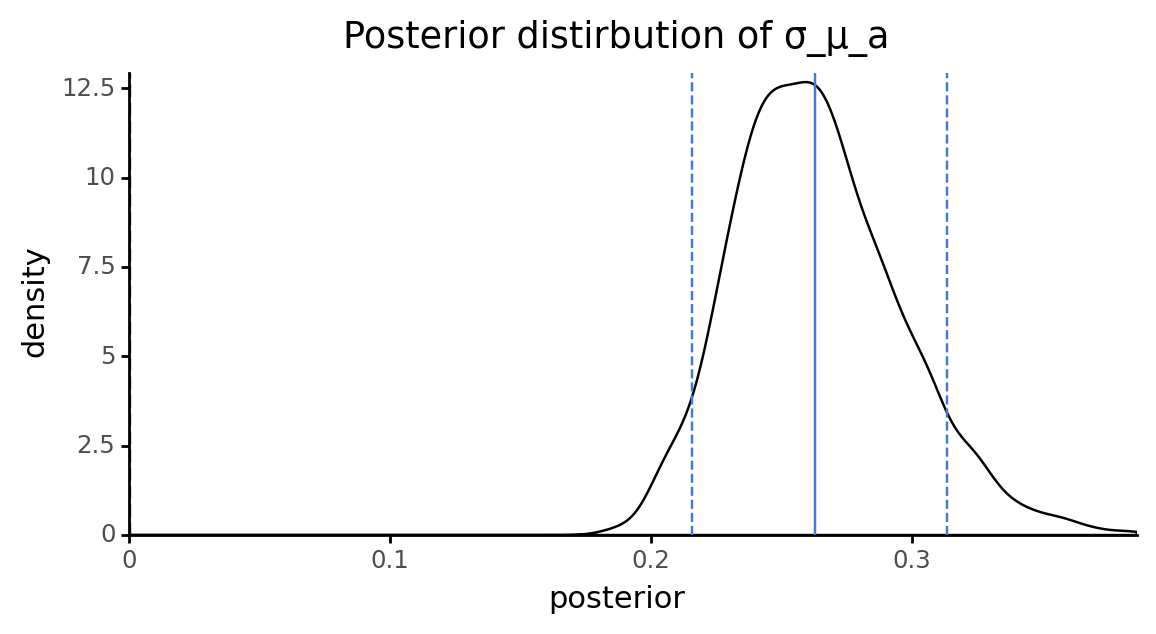 Posterior distirbution of σ_μ_a
12.5
10
7.5
5
2.5
0
density
0 0.1 0.2 0.3
posterior